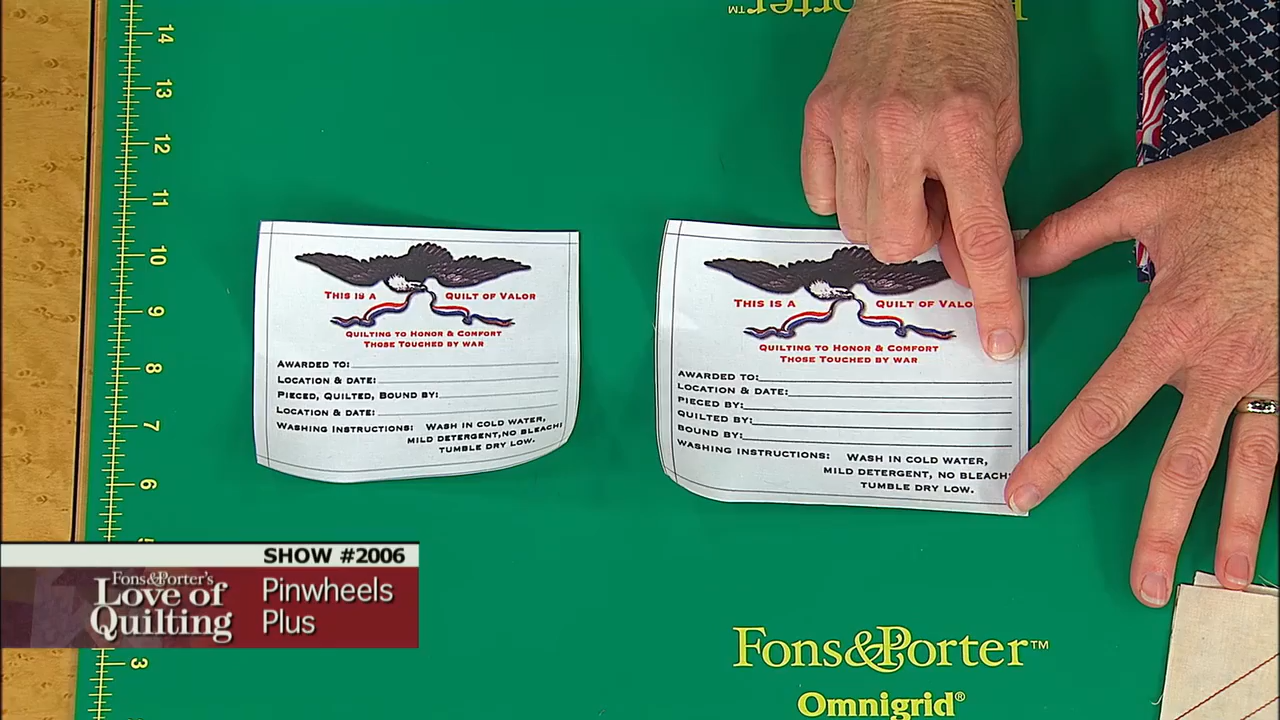 Porter™
14
13
12
11
10
9
8
7
6
5
3
THIS IS A QUILT OF VALOR
QUILTING TO HONOR & COMFORT
THOSE TOUCHED BY WAR
AWARDED TO:
LOCATION & DATE:
PIECED, QUILTED, BOUND BY:
LOCATION & DATE:
WASHING INSTRUCTIONS: WASH IN COLD WATER,
MILD DETERGENT,NO BLEACH
TUMBLE DRY LOW.
THIS IS A QUILT OF VALO
QUILTING TO HONOR & COMFORT
THOSE TOUCHED BY WAR
AWARDED TO:
LOCATION & DATE:
PIECED BY:
QUILTED BY:
BOUND BY:
WASHING INSTRUCTIONS: WASH IN COLD WATER,
MILD DETERGENT, NO BLEACH
TUMBLE DRY LOW.
SHOW #2006
Fons&Porter's
Love of
Quilting
Pinwheels
Plus
Fons&Porter™
Omnigrid®